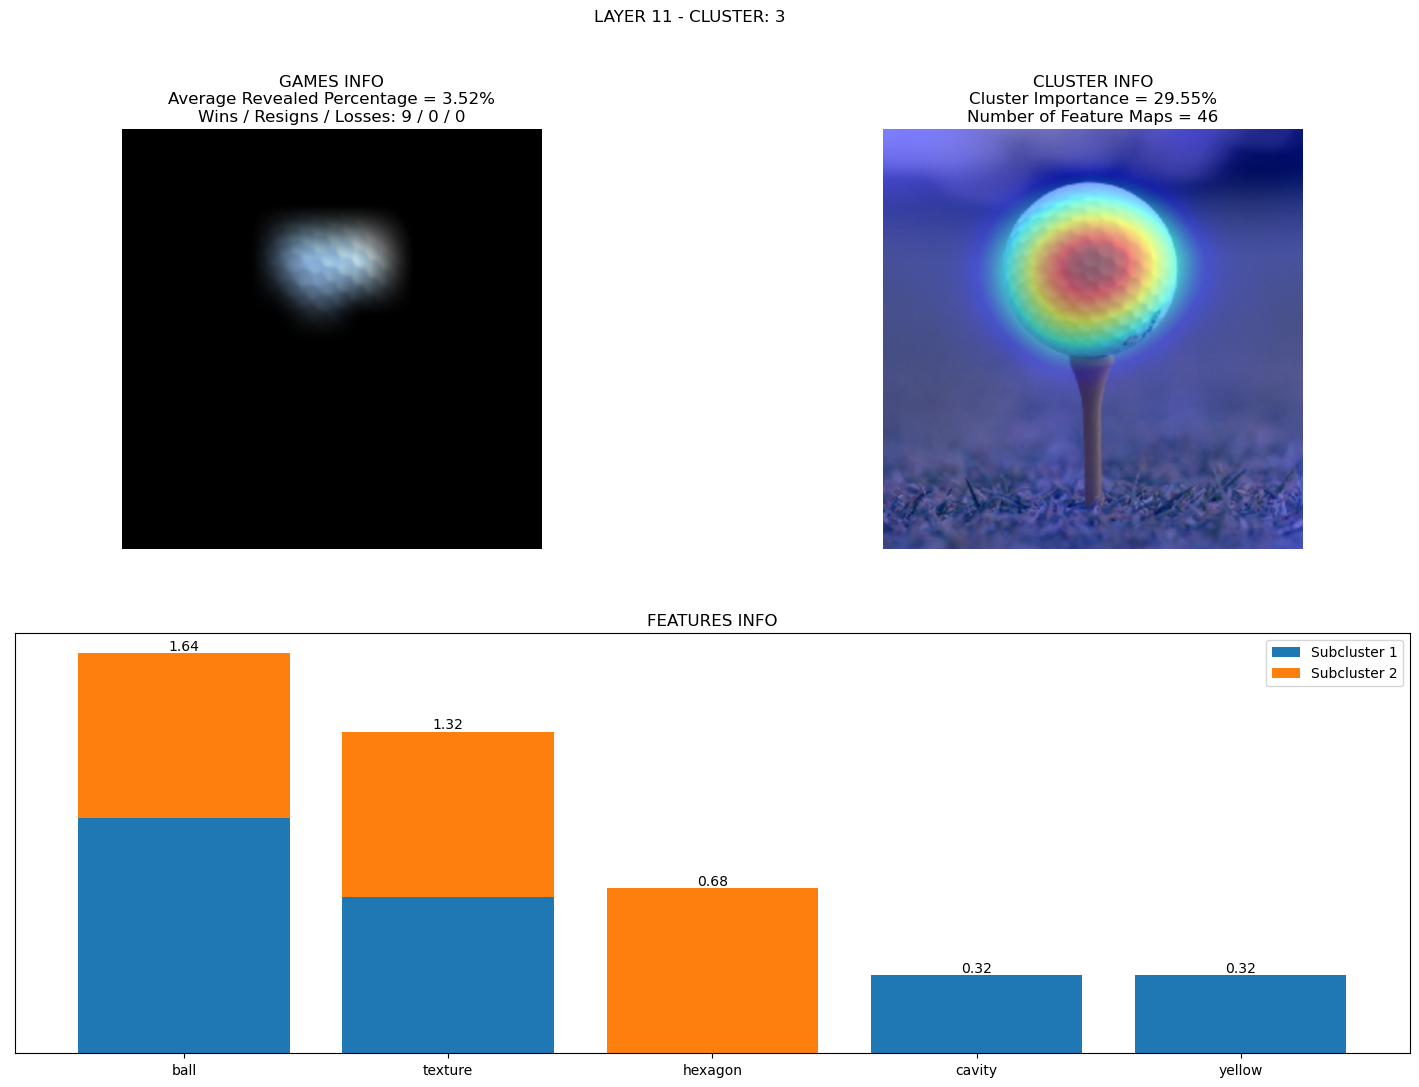 LAYER 11 - CLUSTER: 3
GAMES INFO
Average Revealed Percentage = 3.52%
Wins / Resigns / Losses: 9 / 0 / 0
CLUSTER INFO
Cluster Importance = 29.55%
Number of Feature Maps = 46
FEATURES INFO
Subcluster 1
Subcluster 2
1.64
1.32
0.68
0.32
0.32
ball
texture
hexagon
cavity
yellow